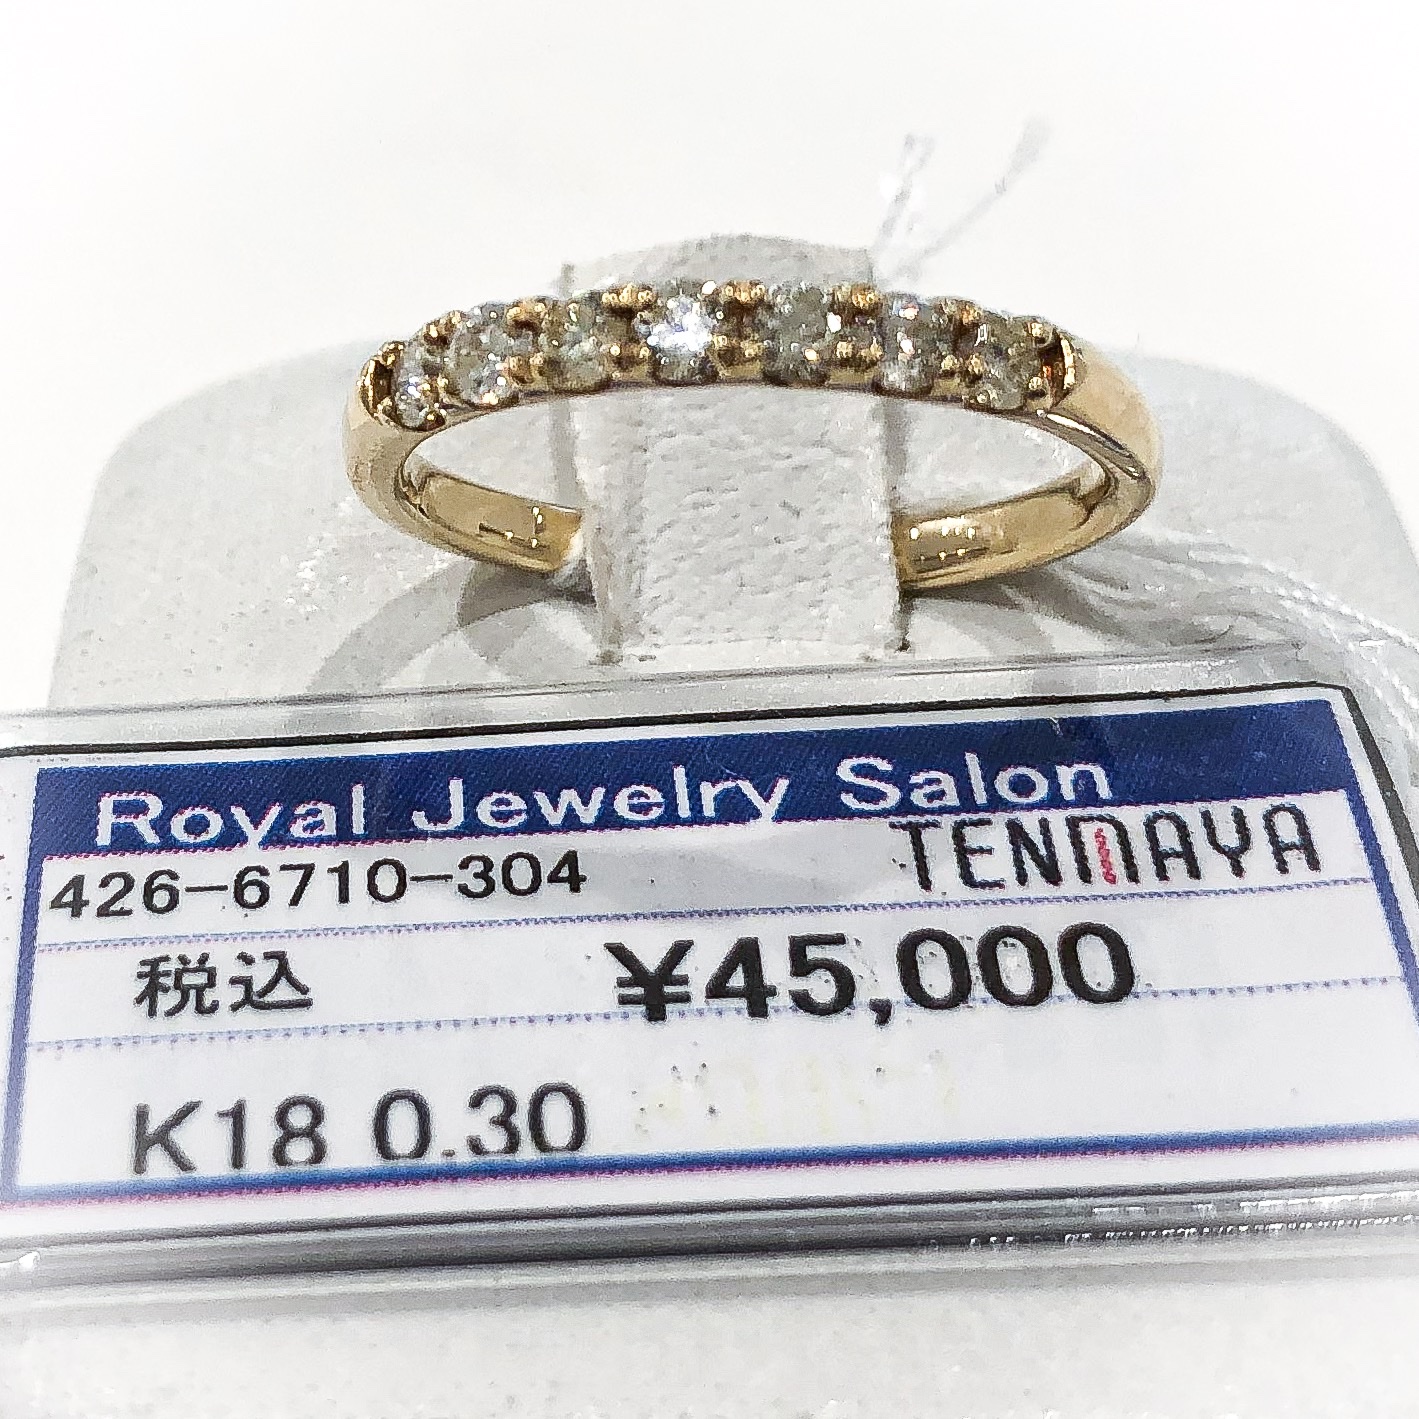 Royal Jewelry Salon
426-6710-304 TENMAYA
税込 ¥45,000
K18 0.30